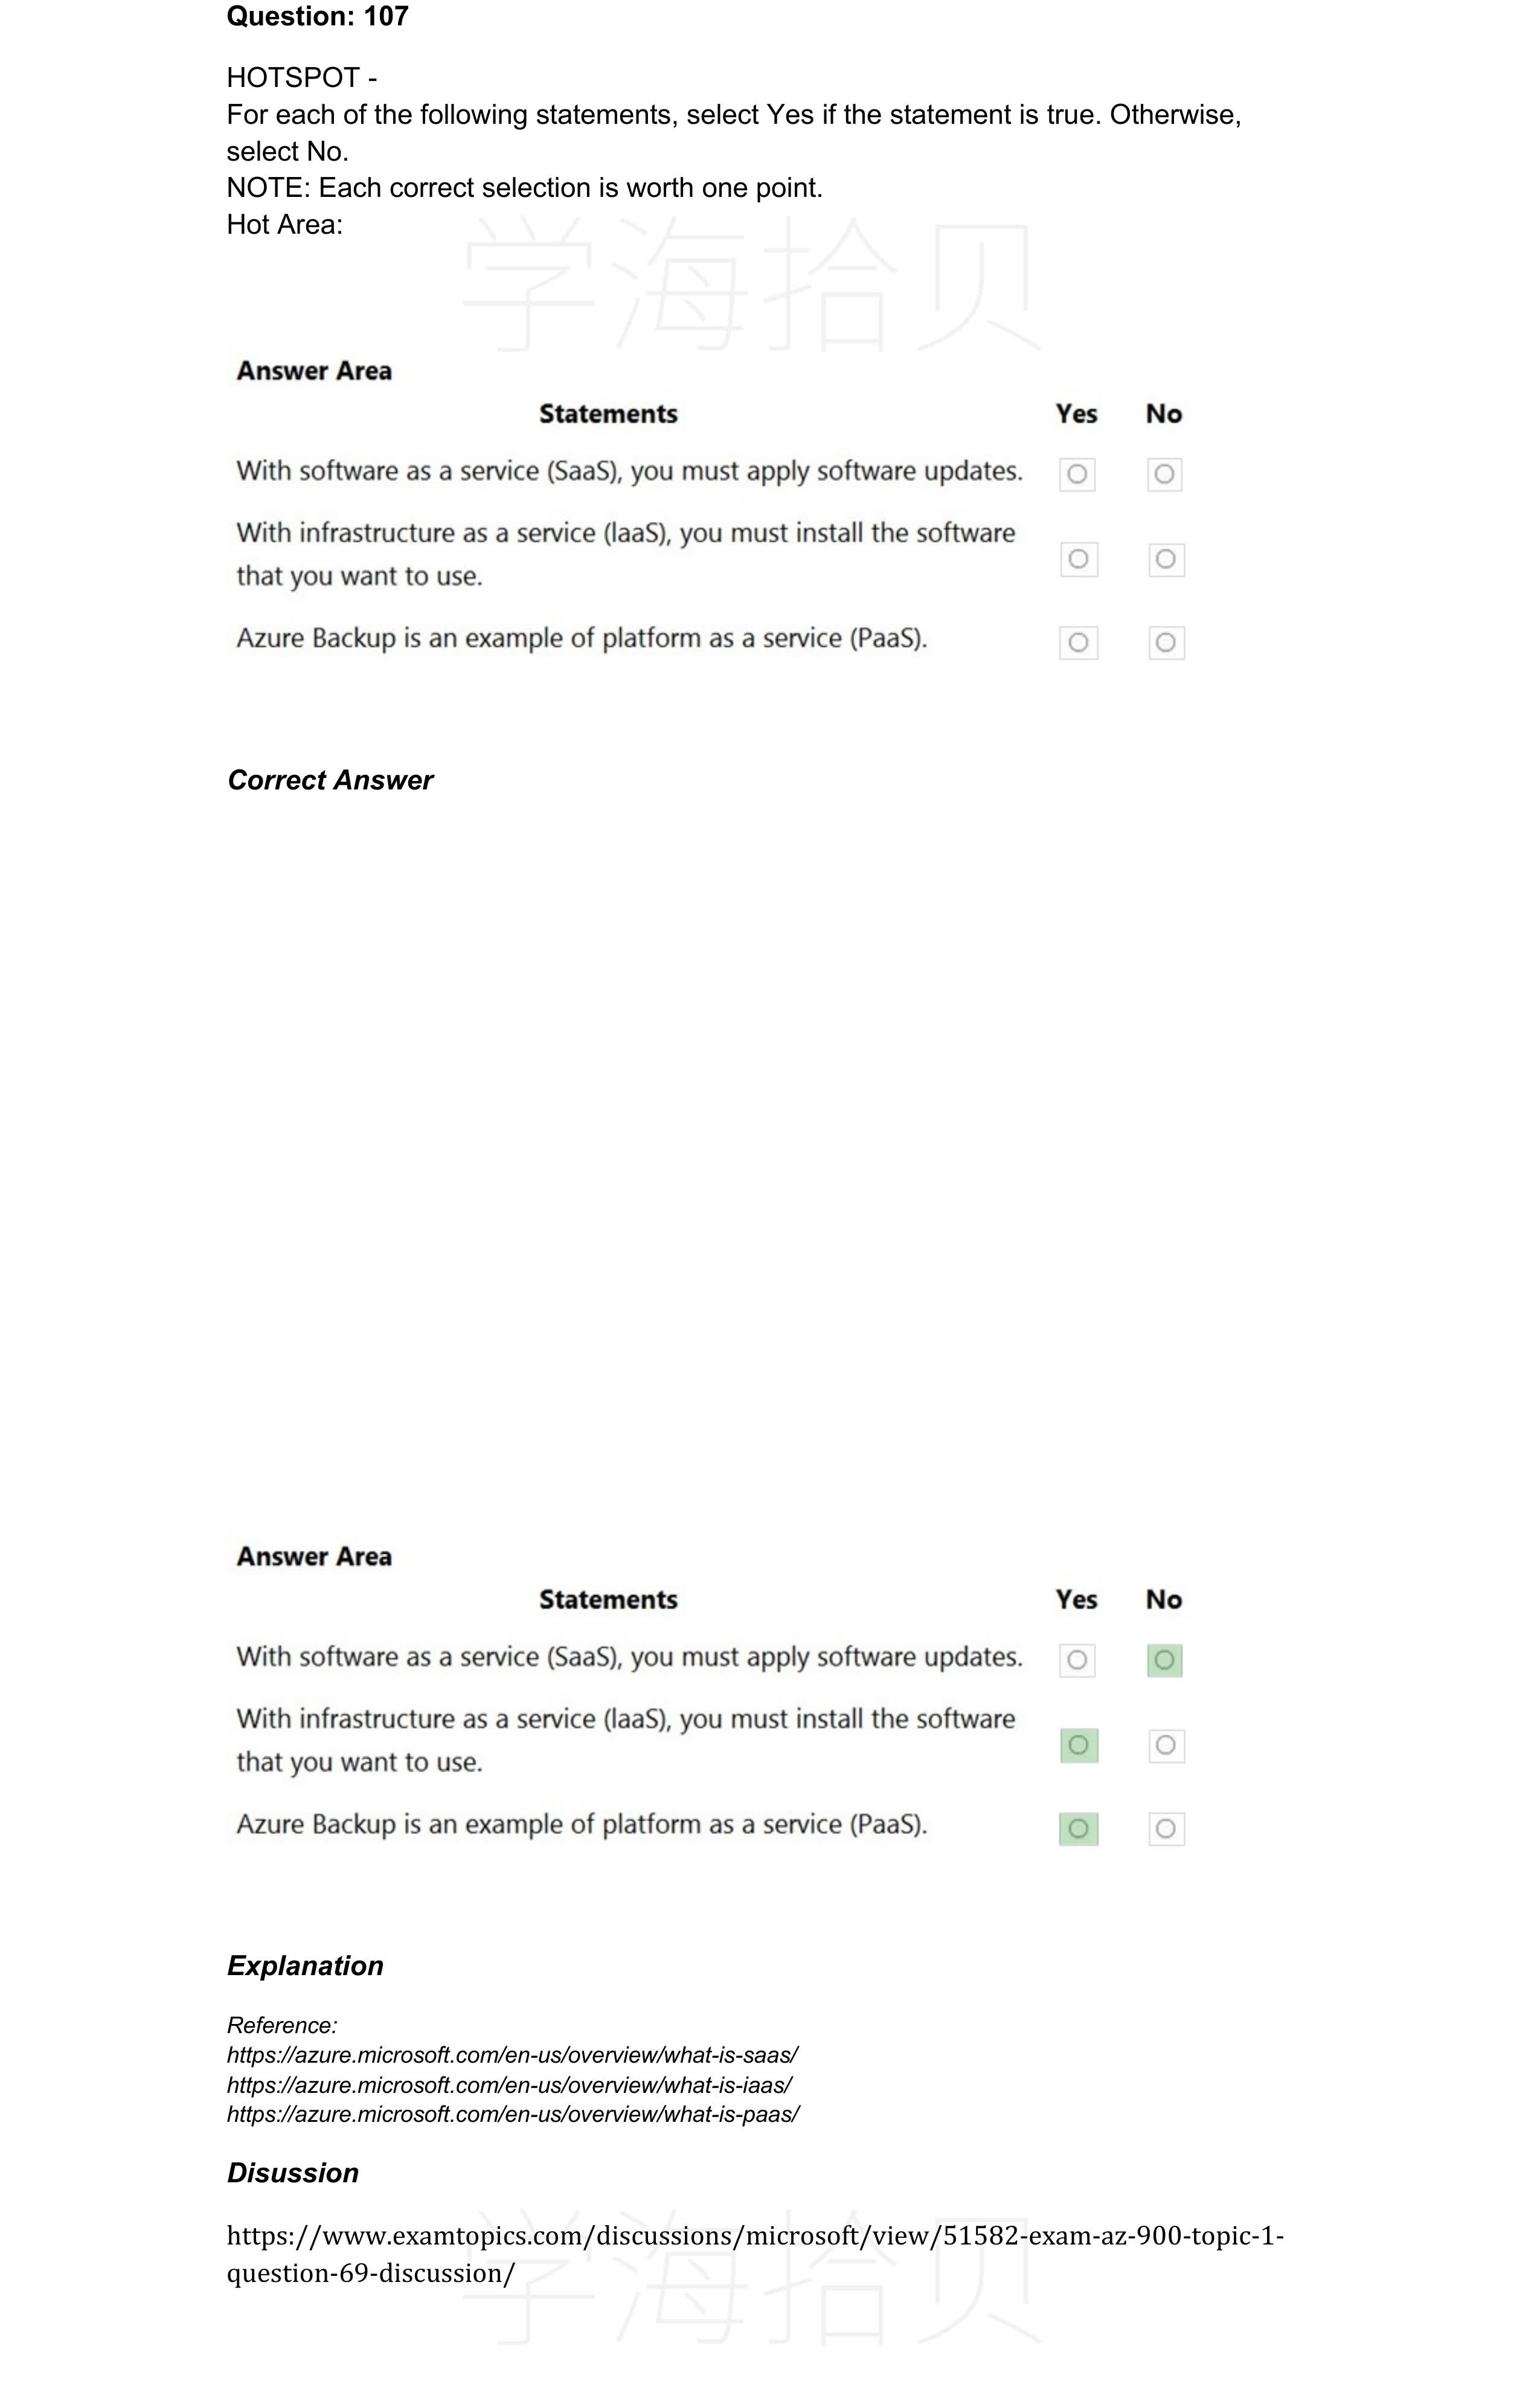 Question: 107
HOTSPOT -
For each of the following statements, select Yes if the statement is true. Otherwise,
select No.
NOTE: Each correct selection is worth one point.
Hot Area:
学海拾贝
Answer Area
Statements Yes No
With software as a service (SaaS), you must apply software updates.
With infrastructure as a service (IaaS), you must install the software
that you want to use.
Azure Backup is an example of platform as a service (PaaS).
Correct Answer
Answer Area
Statements Yes No
With software as a service (SaaS), you must apply software updates.
With infrastructure as a service (IaaS), you must install the software
that you want to use.
Azure Backup is an example of platform as a service (PaaS).
Explanation
Reference:
https://azure.microsoft.com/en-us/overview/what-is-saas/
https://azure.microsoft.com/en-us/overview/what-is-iaas/
https://azure.microsoft.com/en-us/overview/what-is-paas/
Disussion
https://www.examtopics.com/discussions/microsoft/view/51582-exam-az-900-topic-1-
question-69-discussion/
学海拾贝